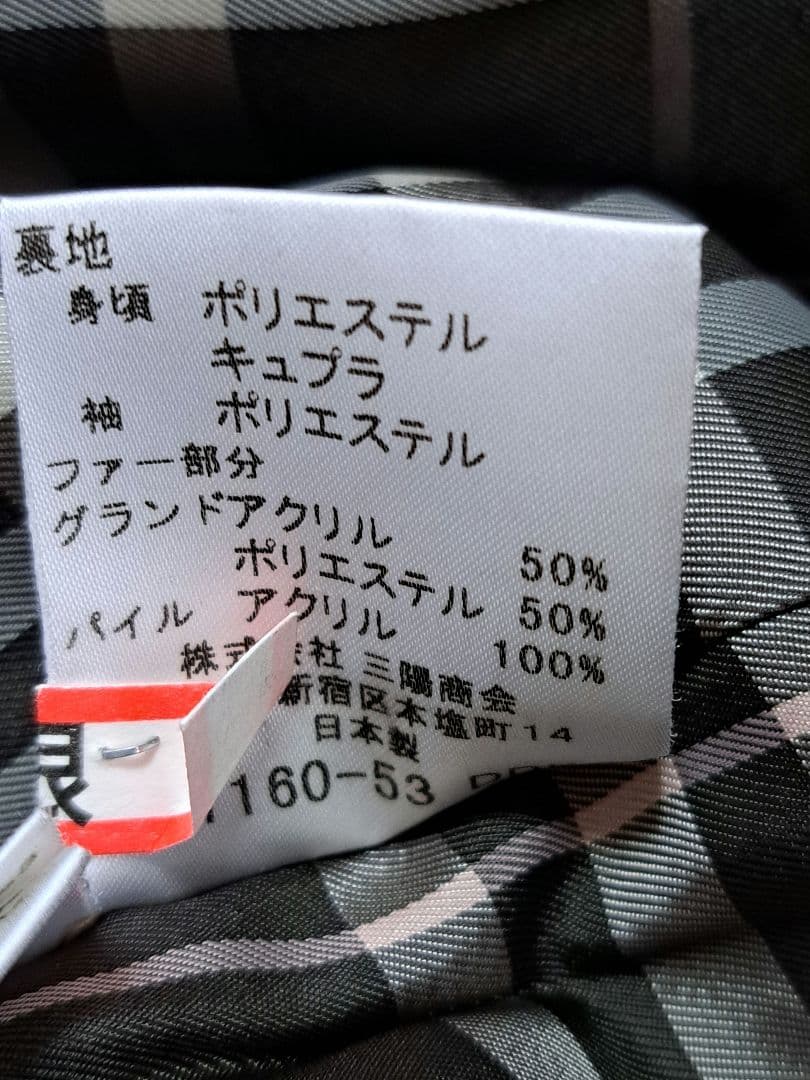 裏地
身頃 ポリエステル
キュプラ
袖 ポリエステル
ファー部分
グランドアクリル 50%
ポリエステル 50%
パイル アクリル 100%
株式 社 三陽商会
新宿区本塩町14
日本製
160-53